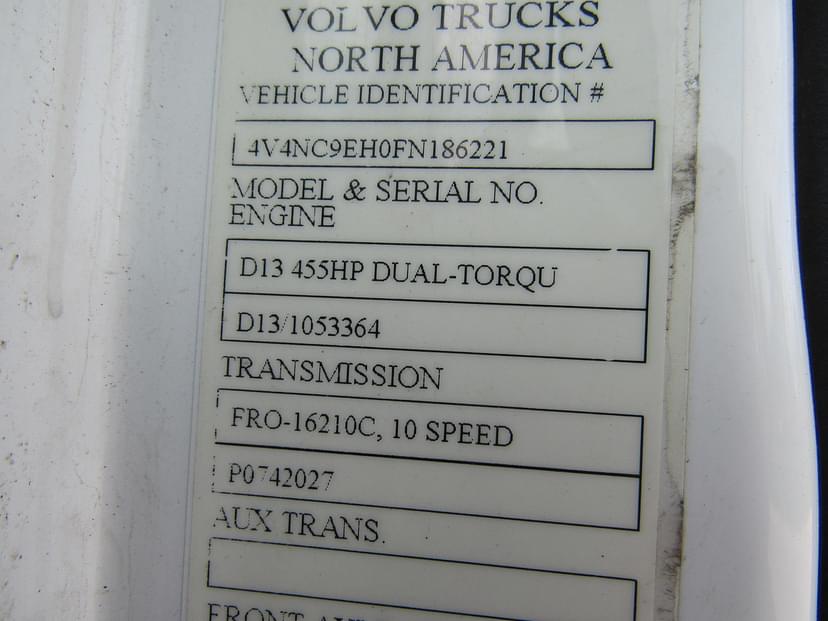 VOLVO TRUCKS
NORTH AMERICA
VEHICLE IDENTIFICATION #
4V4NC9EH0FN186221
MODEL & SERIAL NO.
ENGINE
D13 455HP DUAL-TORQU
D13/1053364
TRANSMISSION
FRO-16210C, 10 SPEED
P0742027
AUX TRANS.
FRONT